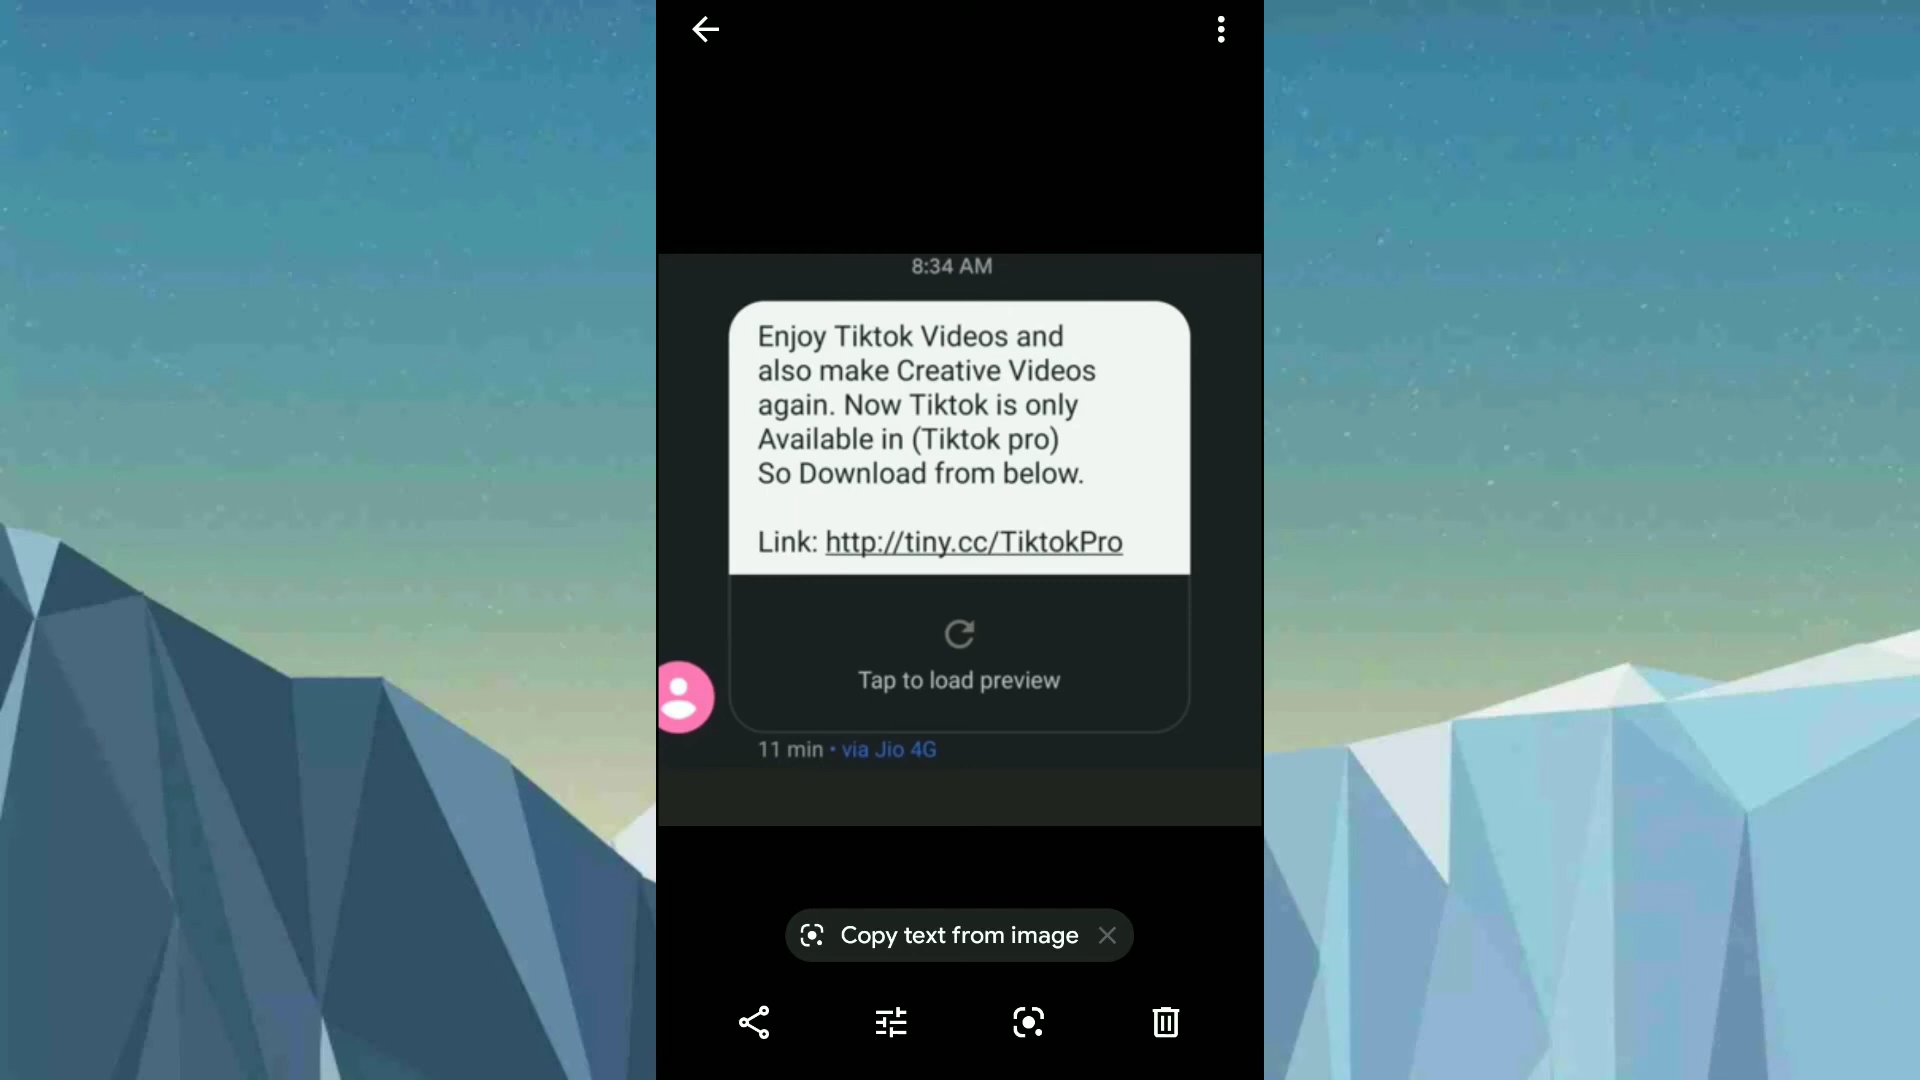 8:34 AM
Enjoy Tiktok Videos and
also make Creative Videos
again. Now Tiktok is only
Available in (Tiktok pro)
So Download from below.
Link: http://tiny.cc/TiktokPro
Tap to load preview
11 min • via Jio 4G
Copy text from image